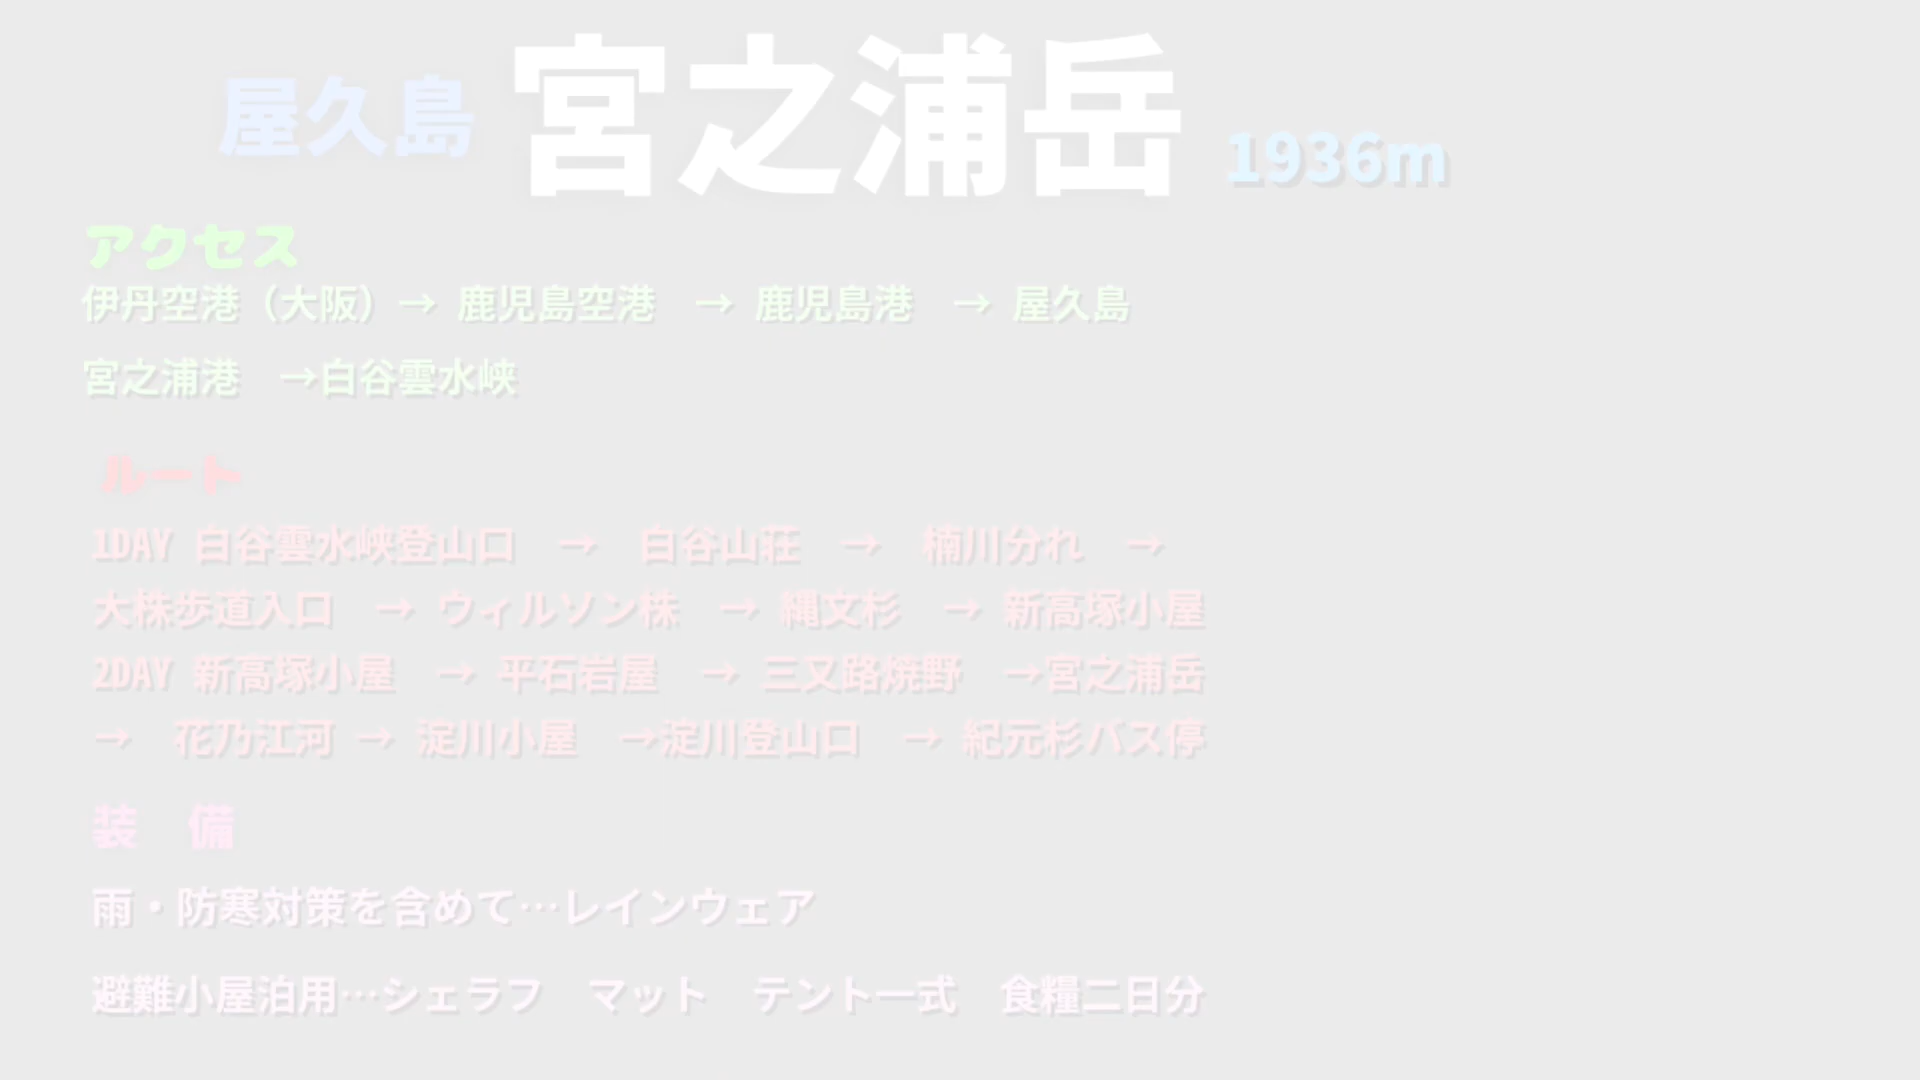 屋久島 宮之浦岳 1936m
アクセス
伊丹空港（大阪）→ 鹿児島空港　→ 鹿児島港　→ 屋久島
宮之浦港　→白谷雲水峡
ルート
1DAY 白谷雲水峡登山口　→　白谷山荘　→　楠川分れ　→
大株歩道入口　→ ウィルソン株　→ 縄文杉　→ 新高塚小屋
2DAY 新高塚小屋　→ 平石岩屋　→ 三又路焼野　→宮之浦岳
→　花乃江河 → 淀川小屋　→淀川登山口　→ 紀元杉バス停
装　備
雨・防寒対策を含めて…レインウェア
避難小屋泊用…シェラフ　マット　テント一式　食糧二日分